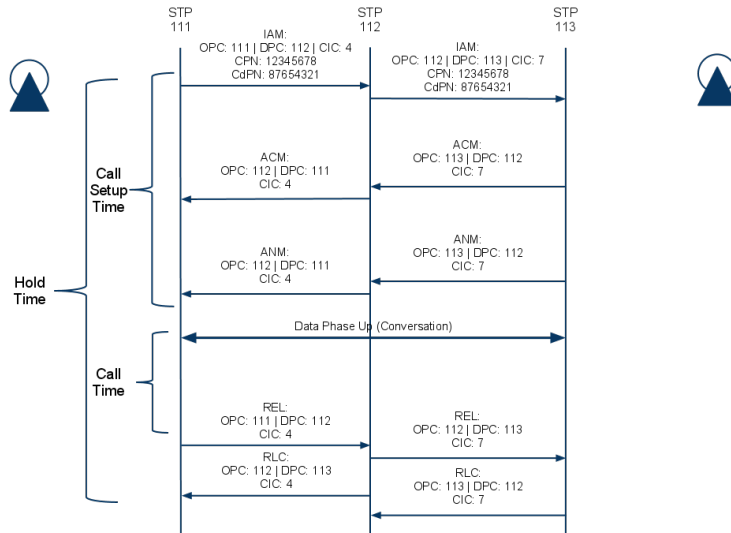 STP
111
STP
112
STP
113
IAM:
OPC: 111 | DPC: 112 | CIC: 4
CPN: 12345678
CdPN: 87654321
IAM:
OPC: 112 | DPC: 113 | CIC: 7
CPN: 12345678
CdPN: 87654321
ACM:
OPC: 113 | DPC: 112
CIC: 7
ACM:
OPC: 112 | DPC: 111
CIC: 4
Call
Setup
Time
ANM:
OPC: 113 | DPC: 112
CIC: 7
ANM:
OPC: 112 | DPC: 111
CIC: 4
Hold
Time
Data Phase Up (Conversation)
Call
Time
REL:
OPC: 111 | DPC: 112
CIC: 4
REL:
OPC: 112 | DPC: 113
CIC: 7
RLC:
OPC: 112 | DPC: 113
CIC: 4
RLC:
OPC: 113 | DPC: 112
CIC: 7